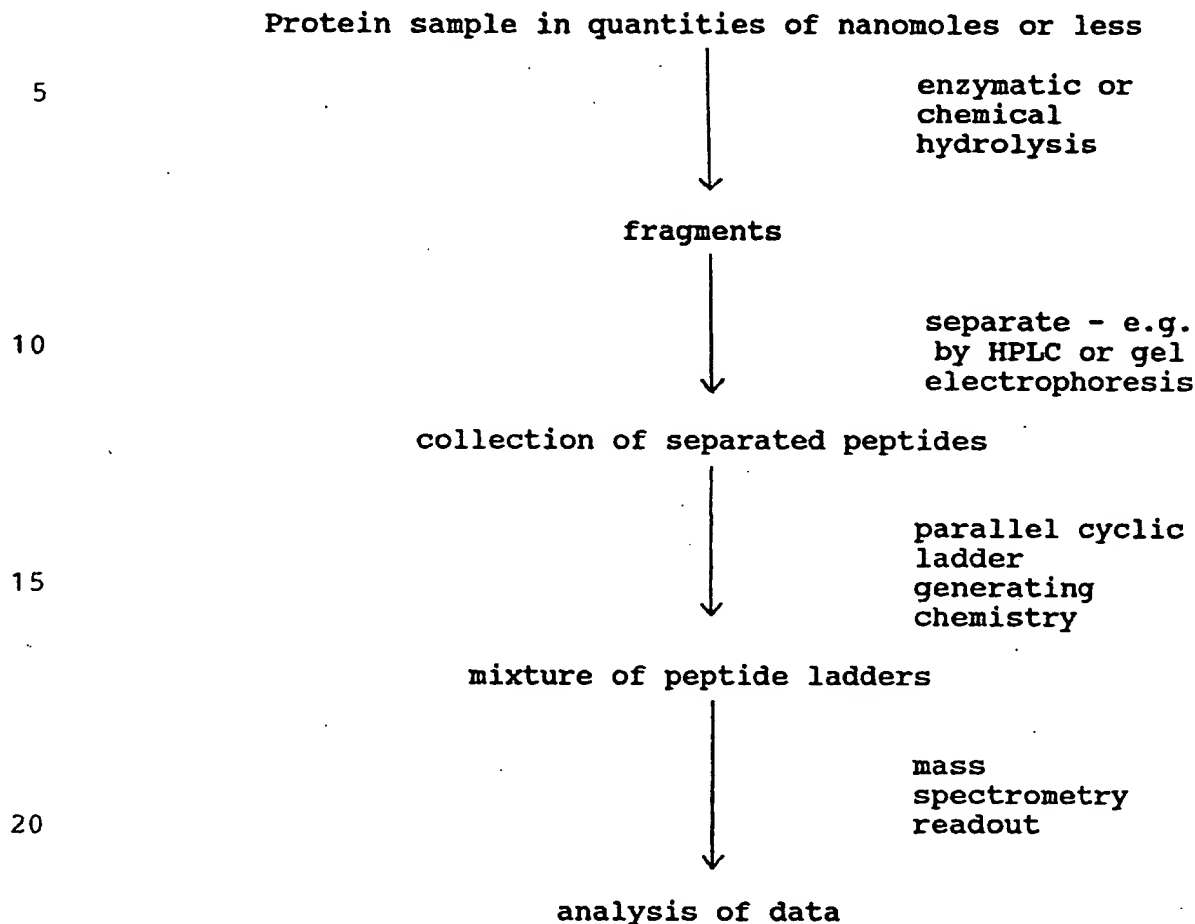 Protein sample in quantities of nanomoles or less
5
enzymatic or
chemical
hydrolysis
fragments
10
separate - e.g.
by HPLC or gel
electrophoresis
collection of separated peptides
parallel cyclic
ladder
15
generating
chemistry
mixture of peptide ladders
mass
spectrometry
20
readout
analysis of data